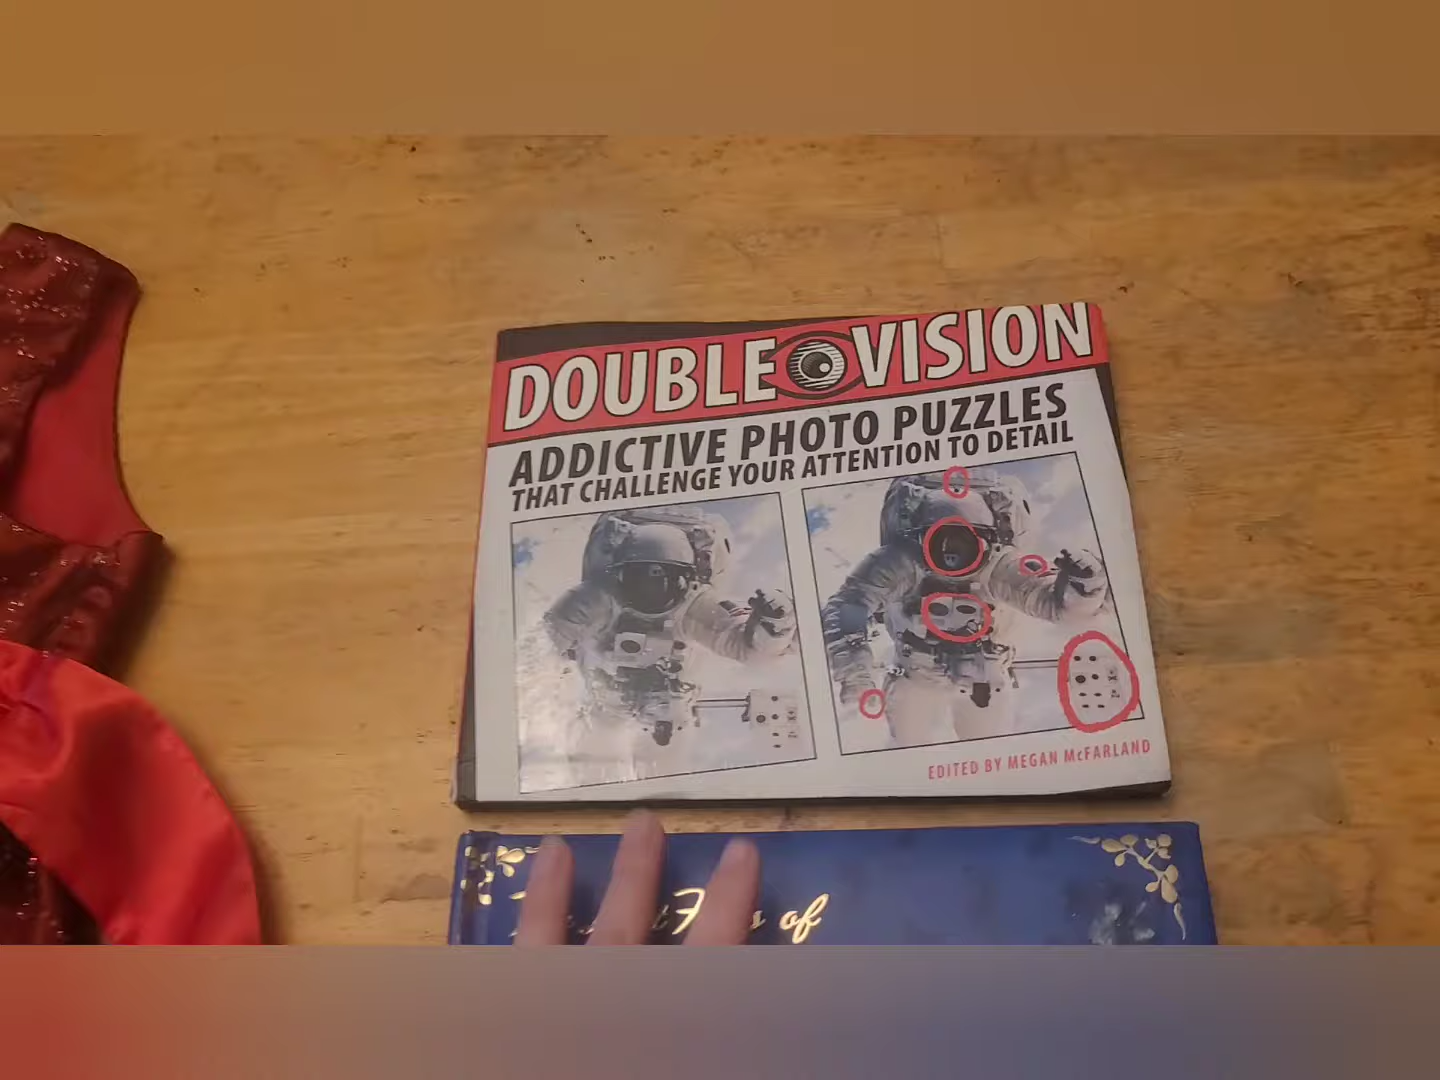 DOUBLE VISION
ADDICTIVE PHOTO PUZZLES
THAT CHALLENGE YOUR ATTENTION TO DETAIL
EDITED BY MEGAN McFARLAND
of